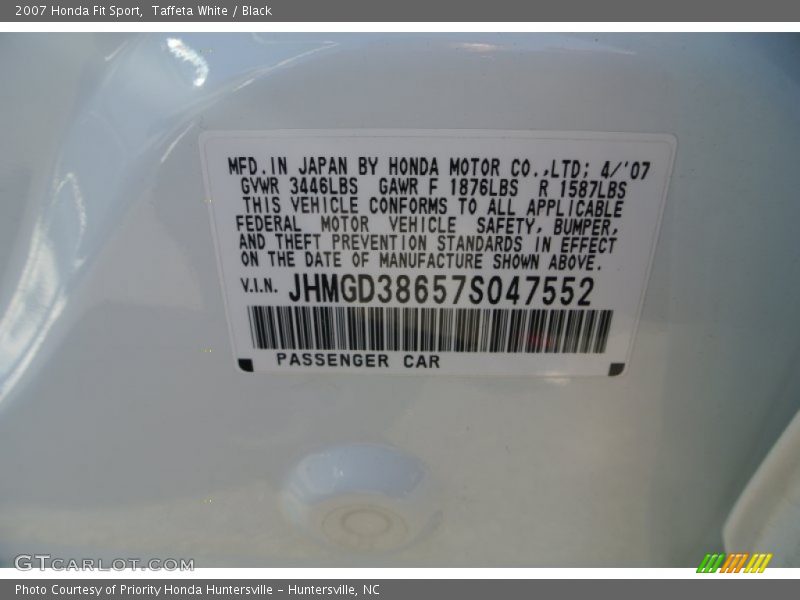 2007 Honda Fit Sport,  Taffeta White / Black
MFD. IN JAPAN BY HONDA MOTOR CO.,LTD; 4/'07
GVWR 3446LBS  GAWR F 1876LBS  R 1587LBS
THIS VEHICLE CONFORMS TO ALL APPLICABLE
FEDERAL MOTOR VEHICLE SAFETY, BUMPER,
AND THEFT PREVENTION STANDARDS IN EFFECT
ON THE DATE OF MANUFACTURE SHOWN ABOVE.
V.I.N. JHMGD38657S047552
PASSENGER CAR
GTCARLOT.COM
Photo Courtesy of Priority Honda Huntersville – Huntersville, NC